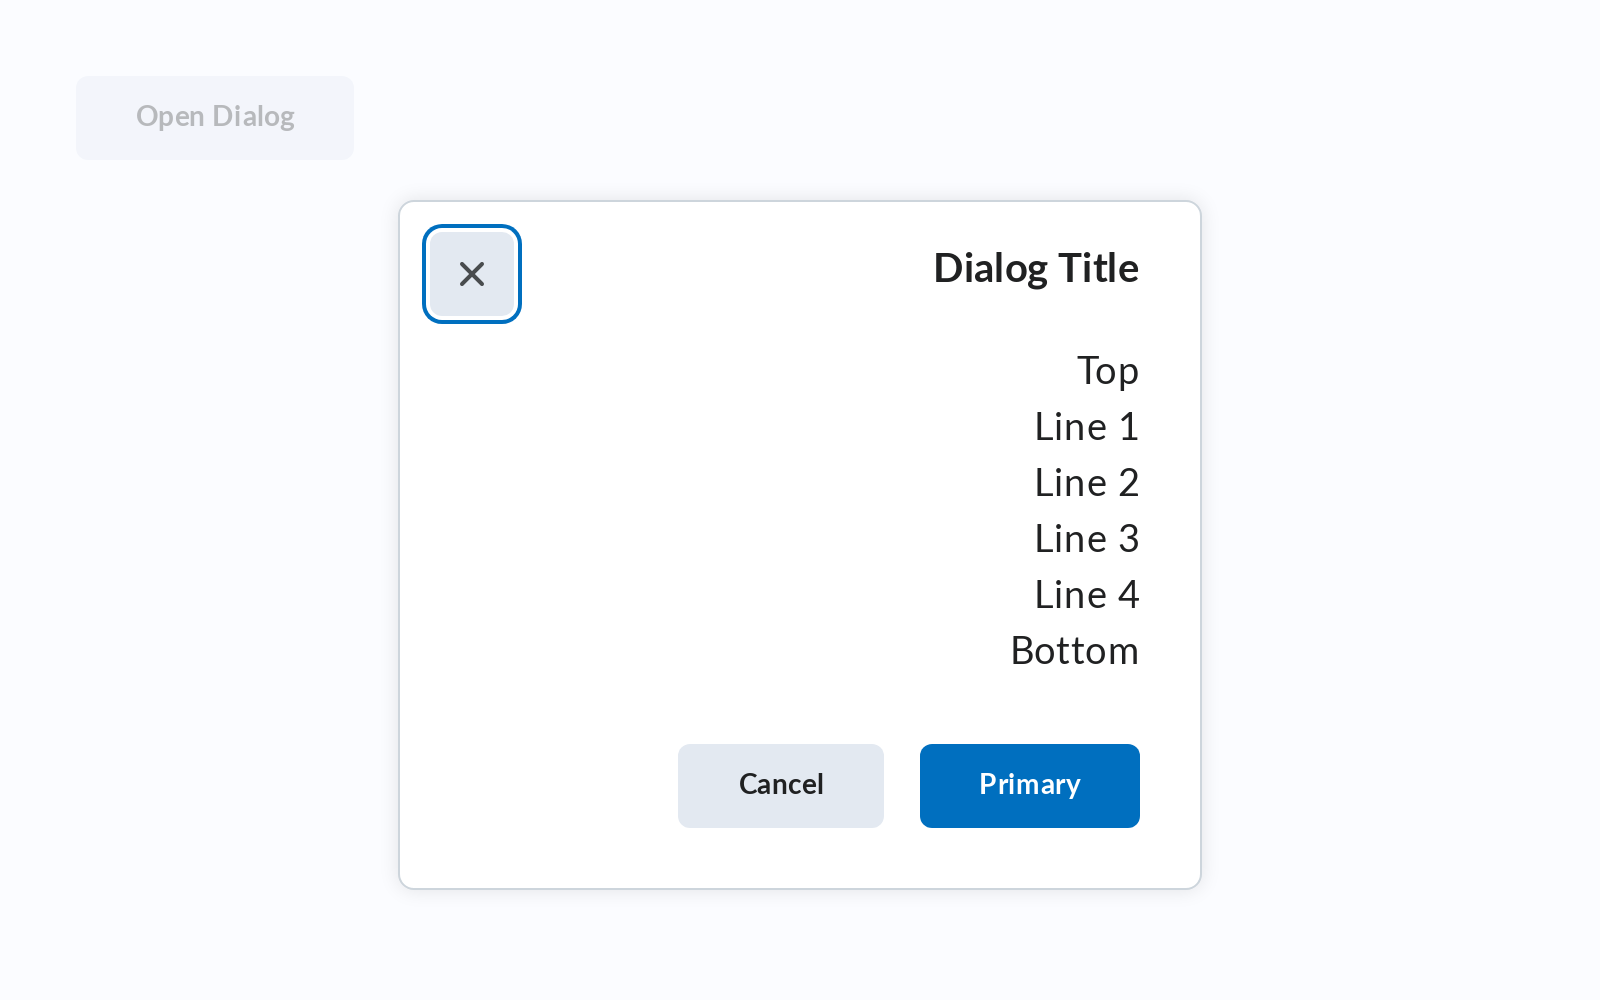 Open Dialog
Dialog Title
Top
Line 1
Line 2
Line 3
Line 4
Bottom
Cancel
Primary